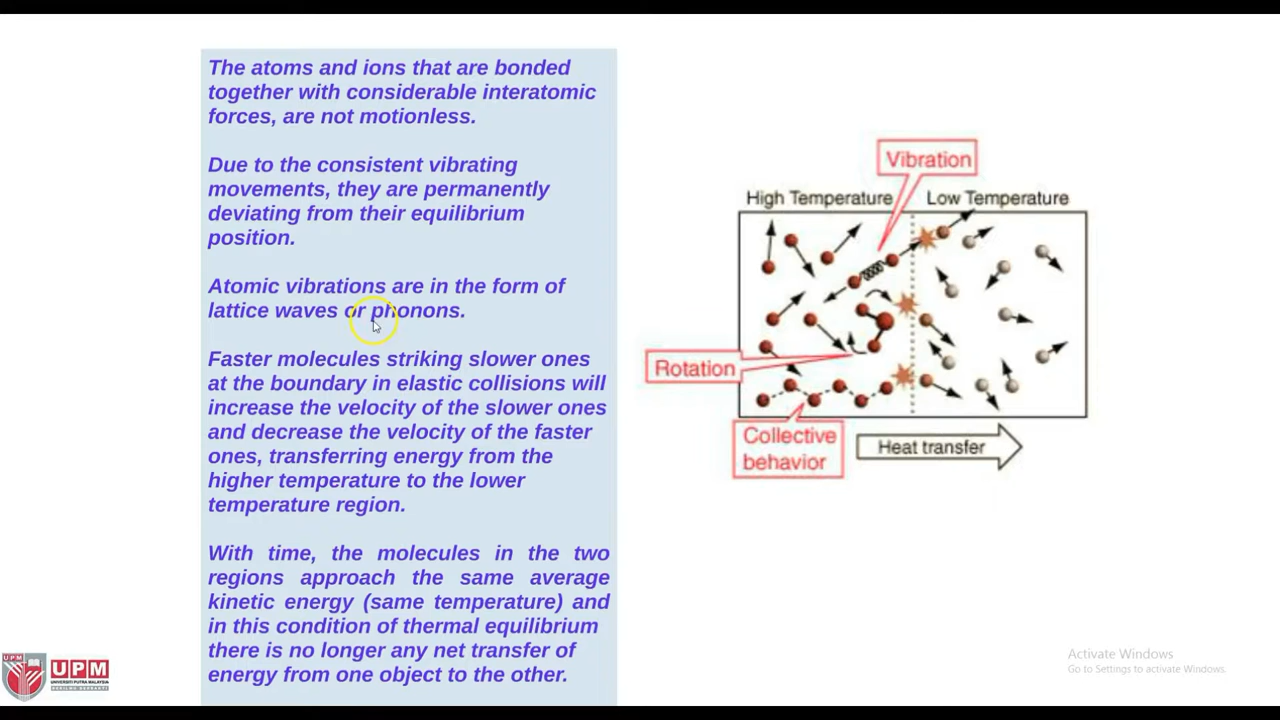 The atoms and ions that are bonded
together with considerable interatomic
forces, are not motionless.
Due to the consistent vibrating
movements, they are permanently
deviating from their equilibrium
position.
Atomic vibrations are in the form of
lattice waves or phonons.
Faster molecules striking slower ones
at the boundary in elastic collisions will
increase the velocity of the slower ones
and decrease the velocity of the faster
ones, transferring energy from the
higher temperature to the lower
temperature region.
With time, the molecules in the two
regions approach the same average
kinetic energy (same temperature) and
in this condition of thermal equilibrium
there is no longer any net transfer of
energy from one object to the other.
Vibration
High Temperature
Low Temperature
Rotation
Collective
behavior
Heat transfer
Activate Windows
Go to Settings to activate Windows.
UPM
UPM
UNIVERSITI PUTRA MALAYSIA